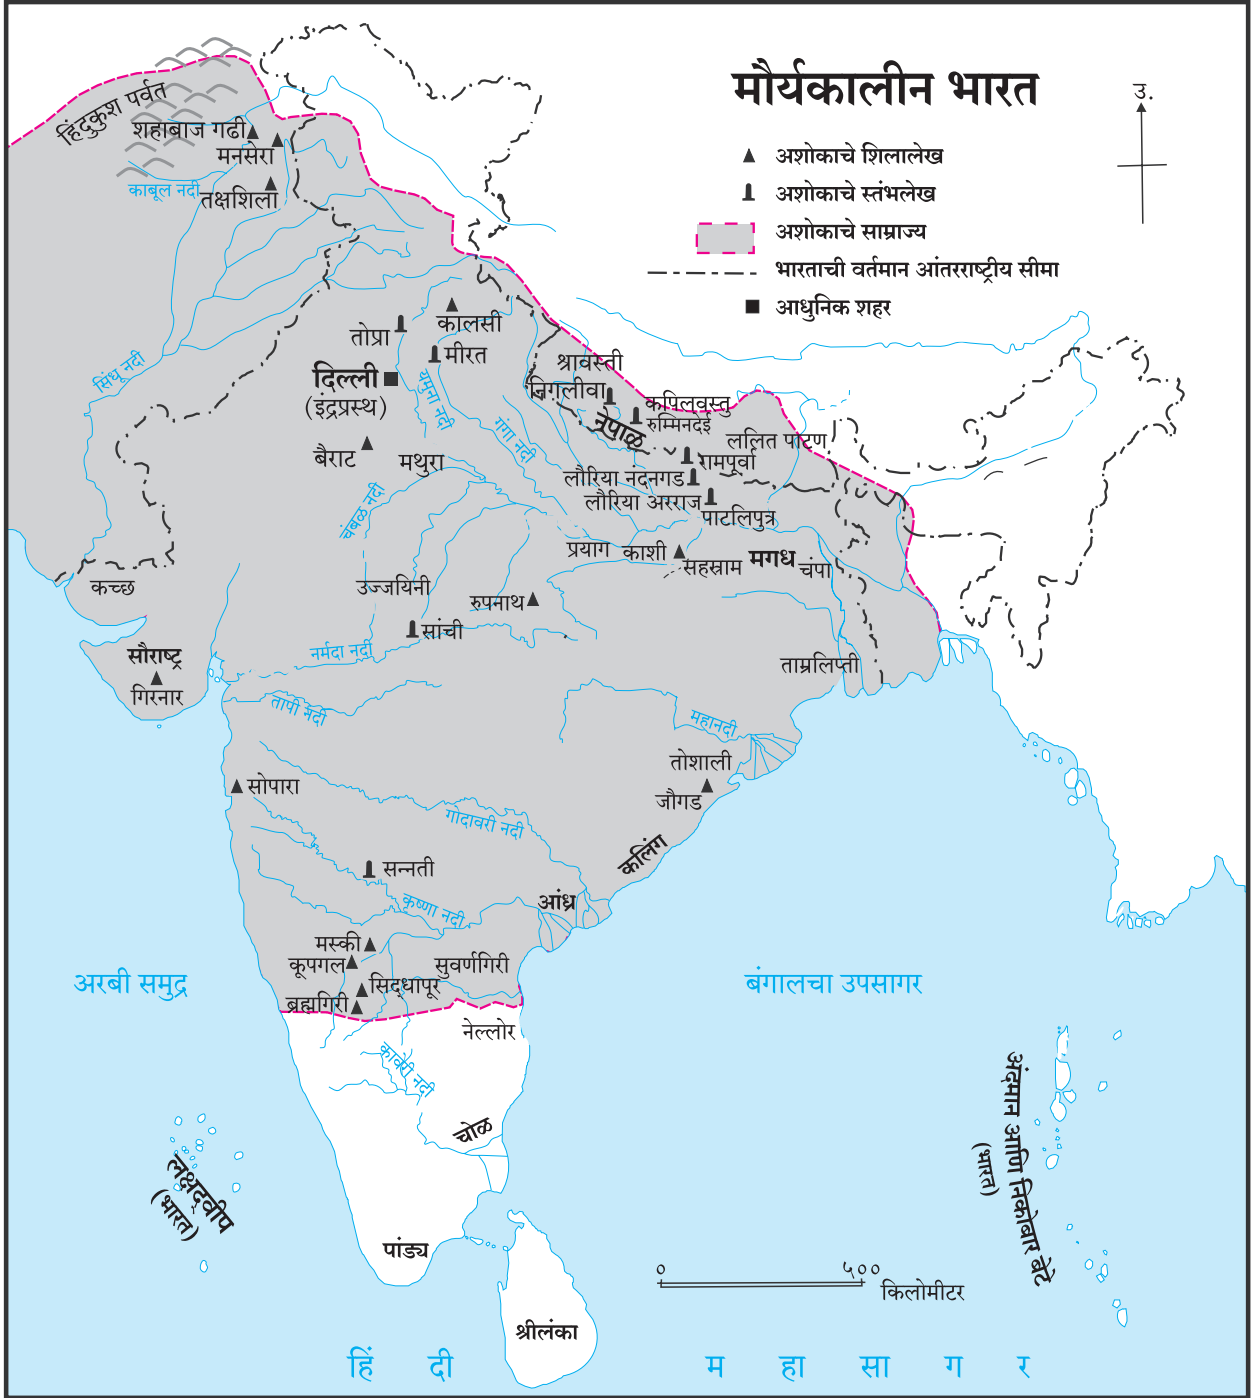 मौर्यकालीन भारत
उ.
अशोकाचे शिलालेख
अशोकाचे स्तंभलेख
अशोकाचे साम्राज्य
भारताची वर्तमान आंतरराष्ट्रीय सीमा
आधुनिक शहर
हिंदुकुश पर्वत
शहाबाज गढी
मनसेरा
काबूल नदी
तक्षशिला
सिंधू नदी
तोप्रा
कालसी
मीरत
दिल्ली
(इंद्रप्रस्थ)
यमुना नदी
गंगा नदी
श्रावस्ती
निगलीवा
कपिलवस्तु
रुम्मिनदेई
नेपाळ
ललित पाटण
रामपूर्वा
लौरिया नंदनगड
लौरिया अरराज
पाटलिपुत्र
बैराट
मथुरा
चंबळ नदी
प्रयाग
काशी
सहस्राम
मगध
चंपा
कच्छ
उज्जयिनी
रुपनाथ
सांची
सौराष्ट्र
गिरनार
नर्मदा नदी
तापी नदी
ताम्रलिप्ती
महानदी
तोशाली
जौगड
सोपारा
गोदावरी नदी
कलिंग
सन्नती
कृष्णा नदी
आंध्र
मस्की
कूपगल
सुवर्णगिरी
सिद्धापूर
ब्रह्मगिरी
नेल्लोर
अरबी समुद्र
बंगालचा उपसागर
कावेरी नदी
चोळ
पांड्य
लक्षद्वीप
(भारत)
अंदमान आणि निकोबार बेटे
(भारत)
० ५००
किलोमीटर
श्रीलंका
हिं दी म हा सा ग र